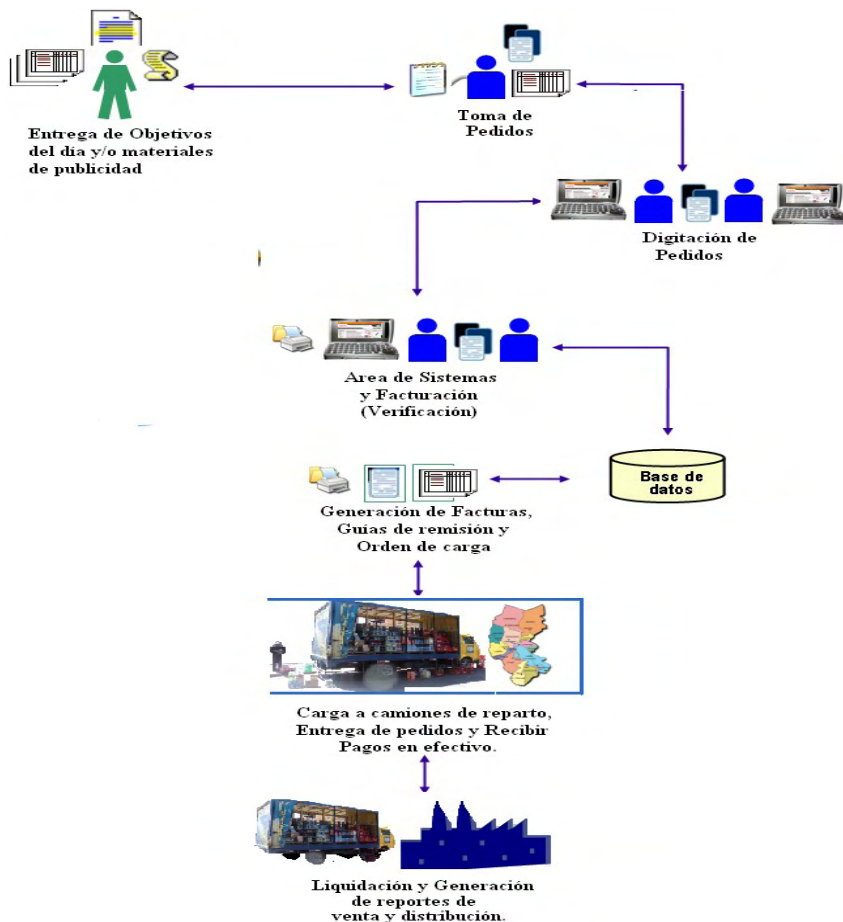 Entrega de Objetivos
del día y/o materiales
de publicidad
Toma de
Pedidos
Digitación de
Pedidos
Area de Sistemas
y Facturación
(Verificación)
Base de
datos
Generación de Facturas,
Guías de remisión y
Orden de carga
Carga a camiones de reparto,
Entrega de pedidos y Recibir
Pagos en efectivo.
Liquidación y Generación
de reportes de
venta y distribución.